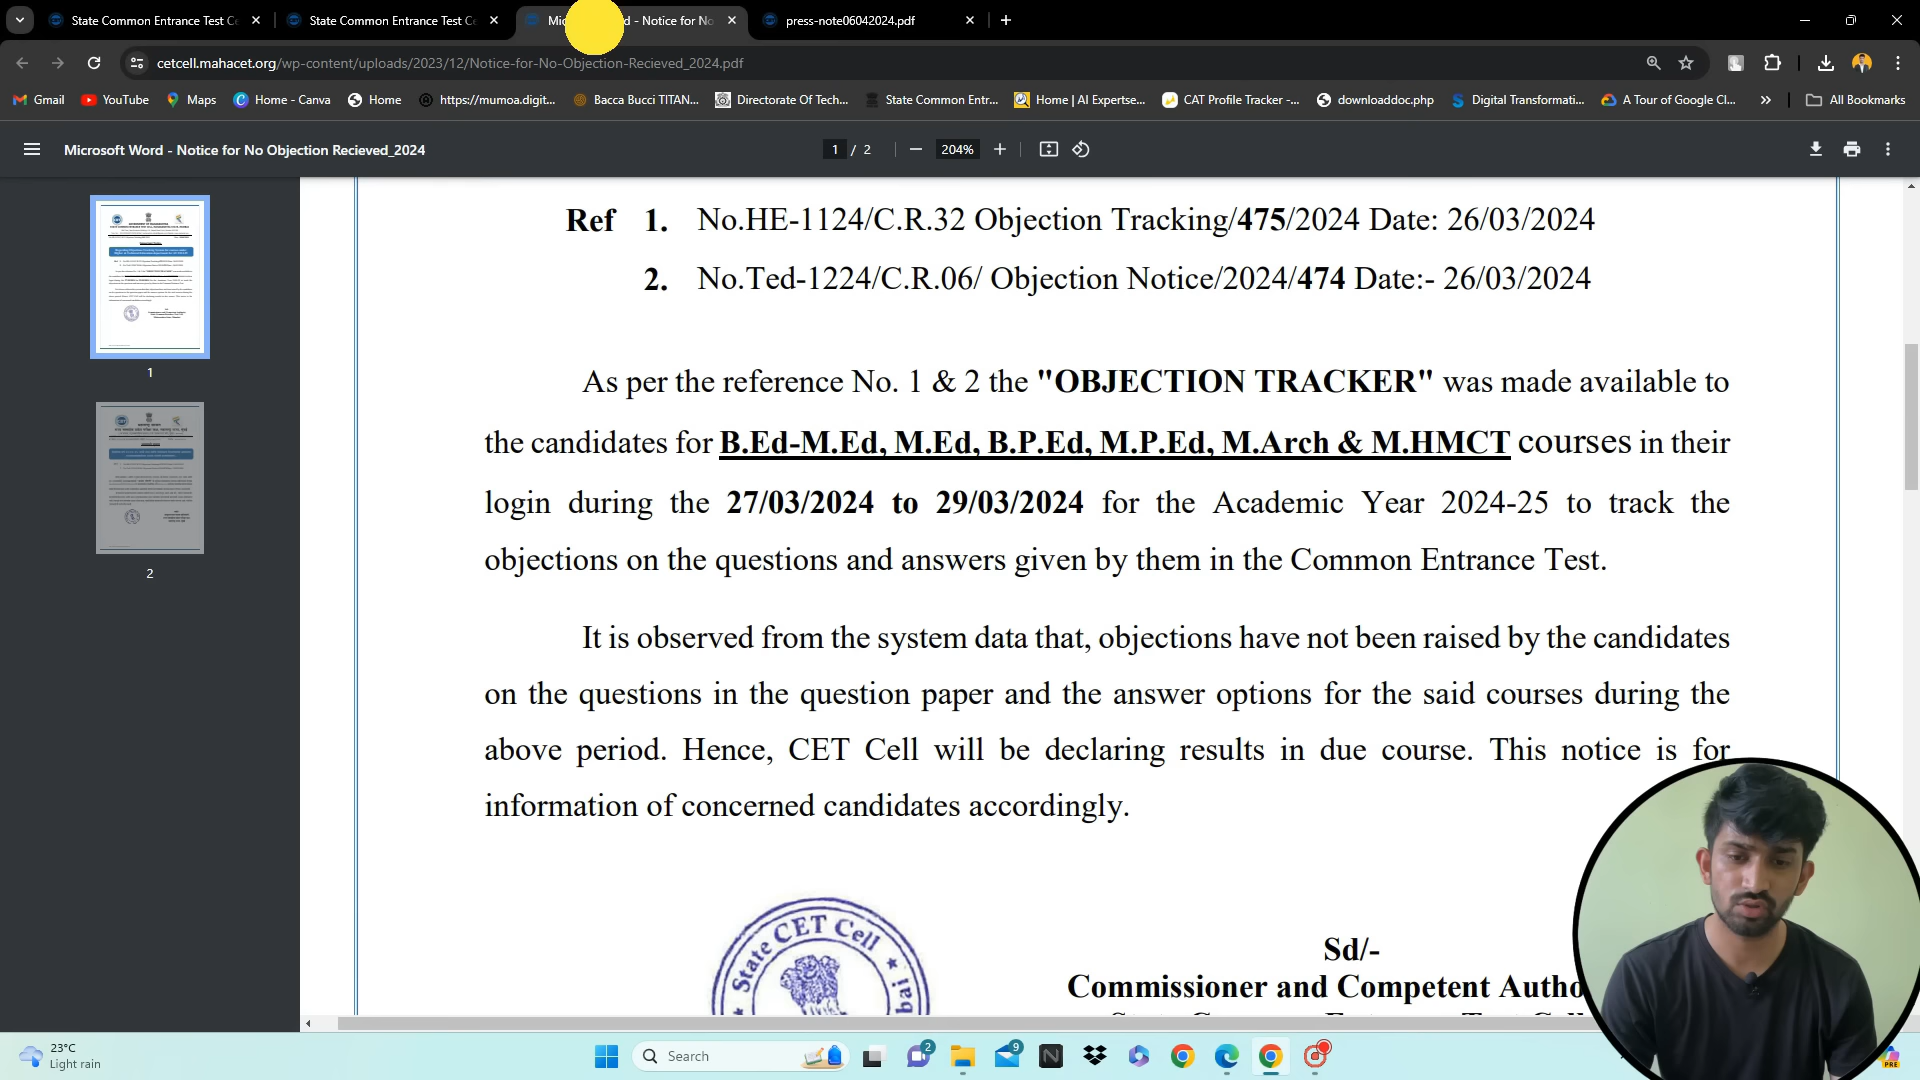 State Common Entrance Test Ce
State Common Entrance Test Ce
d - Notice for No
press-note06042024.pdf
cetcell.mahacet.org/wp-content/uploads/2023/12/Notice-for-No-Objection-Recieved_2024.pdf
Gmail
YouTube
Maps
Home - Canva
Home
https://mumoa.digit...
Bacca Bucci TITAN...
Directorate Of Tech...
State Common Entr...
Home | AI Expertse...
CAT Profile Tracker -...
downloaddoc.php
Digital Transformati...
A Tour of Google Cl...
All Bookmarks
Microsoft Word - Notice for No Objection Recieved_2024
1 / 2
204%
1
2
Ref 1. No.HE-1124/C.R.32 Objection Tracking/475/2024 Date: 26/03/2024
2. No.Ted-1224/C.R.06/ Objection Notice/2024/474 Date:- 26/03/2024
As per the reference No. 1 & 2 the "OBJECTION TRACKER" was made available to
the candidates for B.Ed-M.Ed, M.Ed, B.P.Ed, M.P.Ed, M.Arch & M.HMCT courses in their
login during the 27/03/2024 to 29/03/2024 for the Academic Year 2024-25 to track the
objections on the questions and answers given by them in the Common Entrance Test.
It is observed from the system data that, objections have not been raised by the candidates
on the questions in the question paper and the answer options for the said courses during the
above period. Hence, CET Cell will be declaring results in due course. This notice is for
information of concerned candidates accordingly.
State CET Cell
Sd/-
Commissioner and Competent Autho
23°C
Light rain
Search
2
9
PRE